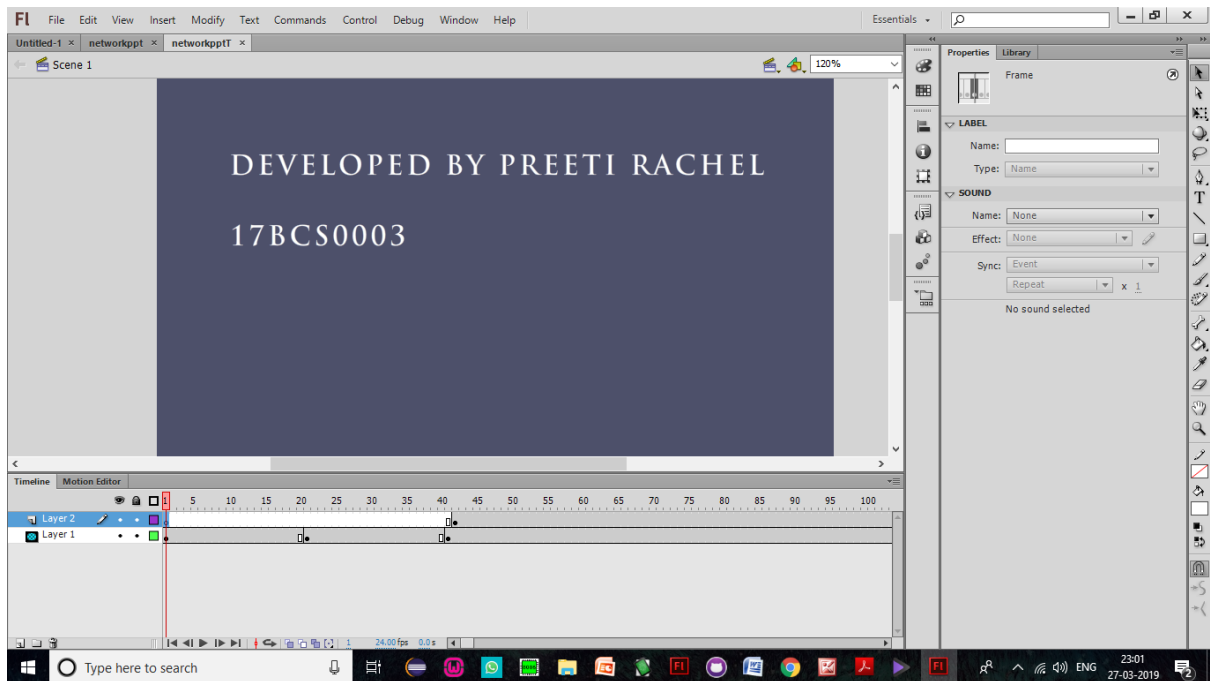 Fl File Edit View Insert Modify Text Commands Control Debug Window Help Essentials
Untitled-1 × networkppt × networkpptT ×
Scene 1 120%
DEVELOPED BY PREETI RACHEL
17BCS0003
Properties Library
Frame
LABEL
Name:
Type: Name
SOUND
Name: None
Effect: None
Sync: Event
Repeat x 1
No sound selected
Timeline Motion Editor
1 5 10 15 20 25 30 35 40 45 50 55 60 65 70 75 80 85 90 95 100
Layer 2
Layer 1
1 24.00 fps 0.0 s
Type here to search
ENG
23:01
27-03-2019
2